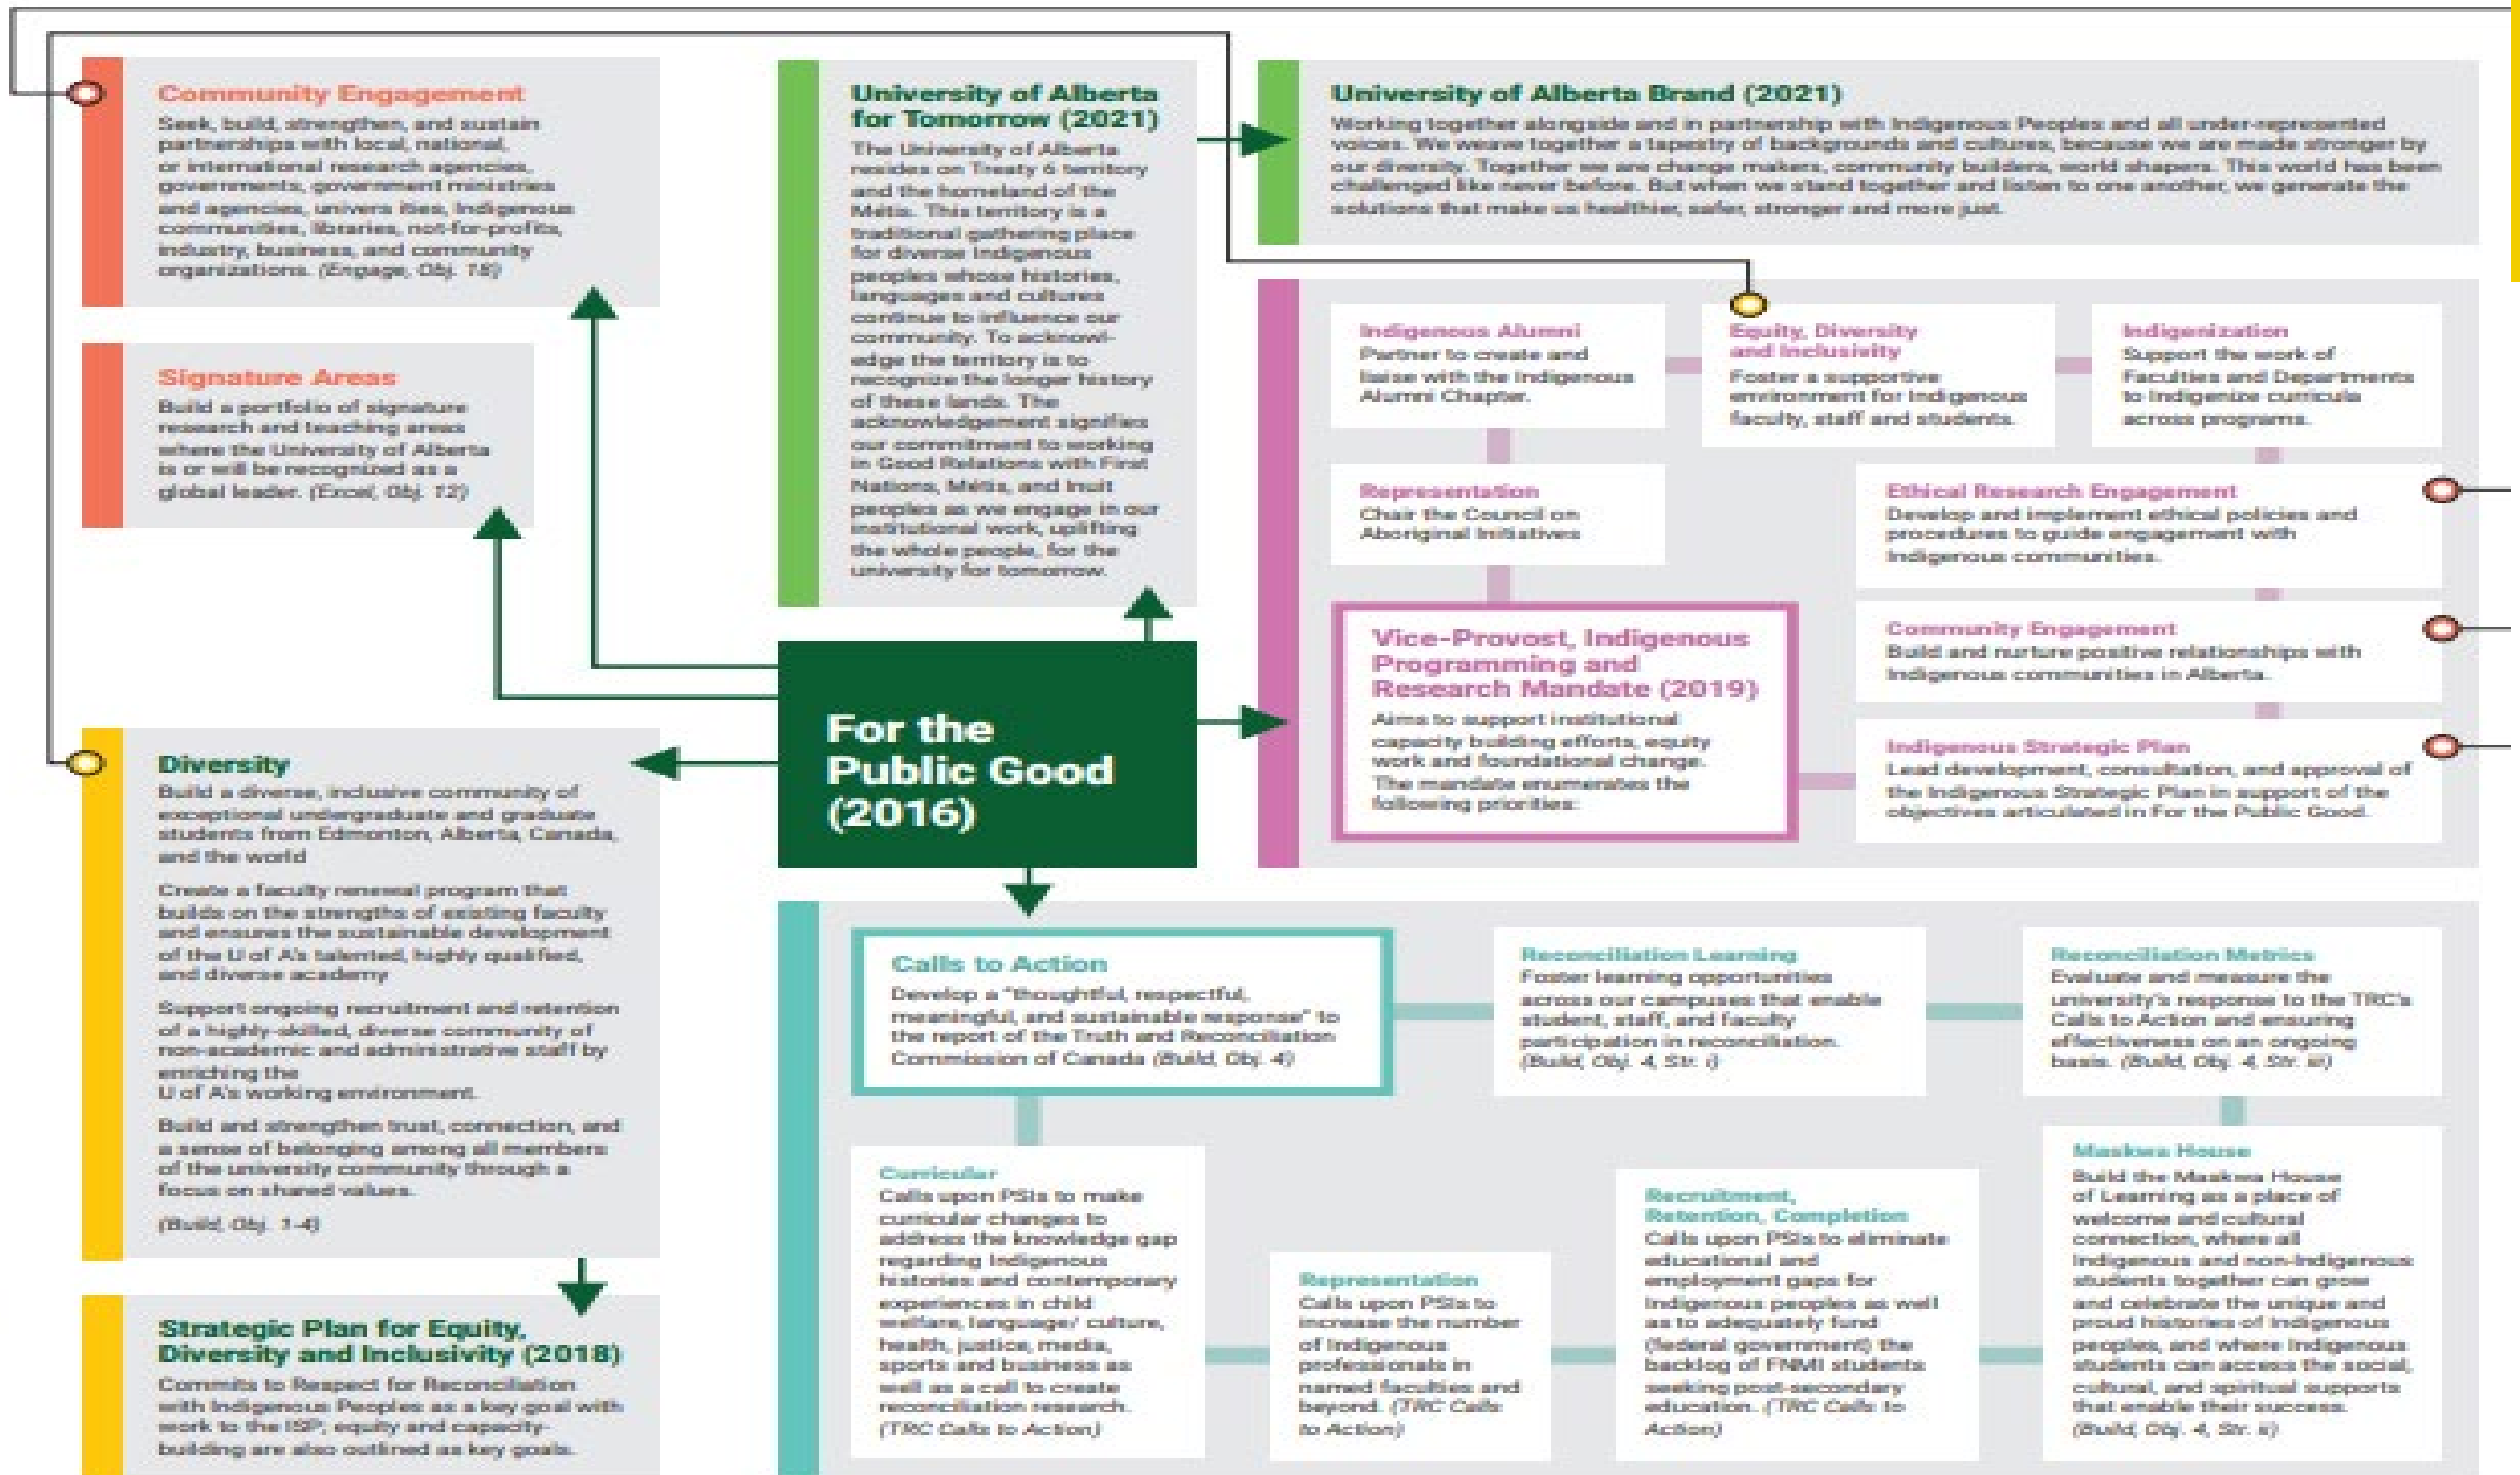 Community Engagement
Seek, build, strengthen, and sustain
partnerships with local, national,
or international research agencies,
governments, government ministries
and agencies, univers ities, Indigenous
communities, libraries, not-for-profits,
industry, business, and community
organizations. (Engage, Obj. 16)
Signature Areas
Build a portfolio of signature
research and teaching areas
where the University of Alberta
is or will be recognized as a
global leader. (Excel, Obj. 12)
Diversity
Build a diverse, inclusive community of
exceptional undergraduate and graduate
students from Edmonton, Alberta, Canada,
and the world
Create a faculty renewal program that
builds on the strengths of existing faculty
and ensures the sustainable development
of the U of A's talented, highly qualified,
and diverse academy
Support ongoing recruitment and retention
of a highly-skilled, diverse community of
non-academic and administrative staff by
enriching the
U of A's working environment.
Build and strengthen trust, connection, and
a sense of belonging among all members
of the university community through a
focus on shared values.
(Build, Obj. 1-4)
Strategic Plan for Equity,
Diversity and Inclusivity (2018)
Commits to Respect for Reconciliation
with Indigenous Peoples as a key goal with
work to the ISP; equity and capacity-
building are also outlined as key goals.
University of Alberta
for Tomorrow (2021)
The University of Alberta
resides on Treaty 6 territory
and the homeland of the
Métis. This territory is a
traditional gathering place
for diverse Indigenous
peoples whose histories,
languages and cultures
continue to influence our
community. To acknowl-
edge the territory is to
recognize the longer history
of these lands. The
acknowledgement signifies
our commitment to working
in Good Relations with First
Nations, Métis, and Inuit
peoples as we engage in our
institutional work, uplifting
the whole people, for the
university for tomorrow.
For the
Public Good
(2016)
University of Alberta Brand (2021)
Working together alongside and in partnership with Indigenous Peoples and all under-represented
voices. We weave together a tapestry of backgrounds and cultures, because we are made stronger by
our diversity. Together we are change makers, community builders, world shapers. This world has been
challenged like never before. But when we stand together and listen to one another, we generate the
solutions that make us healthier, safer, stronger and more just.
Indigenous Alumni
Partner to create and
liaise with the Indigenous
Alumni Chapter.
Equity, Diversity
and Inclusivity
Foster a supportive
environment for Indigenous
faculty, staff and students.
Indigenization
Support the work of
Faculties and Departments
to Indigenize curricula
across programs.
Representation
Chair the Council on
Aboriginal Initiatives
Ethical Research Engagement
Develop and implement ethical policies and
procedures to guide engagement with
Indigenous communities.
Vice-Provost, Indigenous
Programming and
Research Mandate (2019)
Aims to support institutional
capacity building efforts, equity
work and foundational change.
The mandate enumerates the
following priorities:
Community Engagement
Build and nurture positive relationships with
Indigenous communities in Alberta.
Indigenous Strategic Plan
Lead development, consultation, and approval of
the Indigenous Strategic Plan in support of the
objectives articulated in For the Public Good.
Calls to Action
Develop a "thoughtful, respectful,
meaningful, and sustainable response" to
the report of the Truth and Reconciliation
Commission of Canada (Build, Obj. 4)
Reconciliation Learning
Foster learning opportunities
across our campuses that enable
student, staff, and faculty
participation in reconciliation.
(Build, Obj. 4, Str. i)
Reconciliation Metrics
Evaluate and measure the
university's response to the TRC's
Calls to Action and ensuring
effectiveness on an ongoing
basis. (Build, Obj. 4, Str. iii)
Curricular
Calls upon PSIs to make
curricular changes to
address the knowledge gap
regarding Indigenous
histories and contemporary
experiences in child
welfare, language/ culture,
health, justice, media,
sports and business as
well as a call to create
reconciliation research.
(TRC Calls to Action)
Representation
Calls upon PSIs to
increase the number
of Indigenous
professionals in
named faculties and
beyond. (TRC Calls
to Action)
Recruitment,
Retention, Completion
Calls upon PSIs to eliminate
educational and
employment gaps for
Indigenous peoples as well
as to adequately fund
(federal government) the
backlog of FNMI students
seeking post-secondary
education. (TRC Calls to
Action)
Maskwa House
Build the Maskwa House
of Learning as a place of
welcome and cultural
connection, where all
Indigenous and non-Indigenous
students together can grow
and celebrate the unique and
proud histories of Indigenous
peoples, and where Indigenous
students can access the social,
cultural, and spiritual supports
that enable their success.
(Build, Obj. 4, Str. ii)